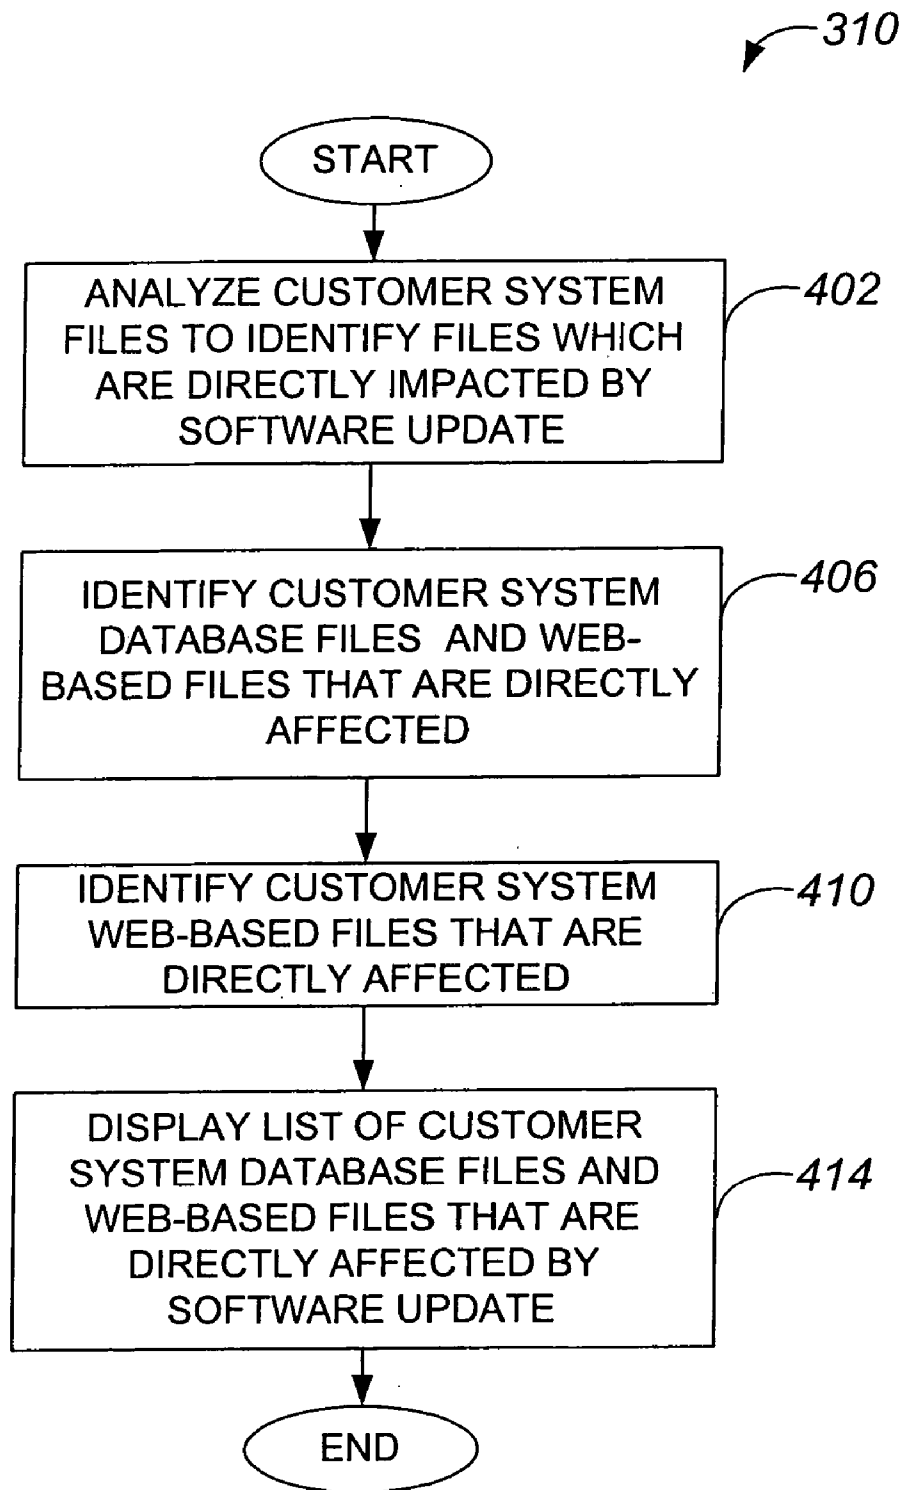 310
START
ANALYZE CUSTOMER SYSTEM
FILES TO IDENTIFY FILES WHICH
ARE DIRECTLY IMPACTED BY
SOFTWARE UPDATE
402
IDENTIFY CUSTOMER SYSTEM
DATABASE FILES AND WEB-
BASED FILES THAT ARE DIRECTLY
AFFECTED
406
IDENTIFY CUSTOMER SYSTEM
WEB-BASED FILES THAT ARE
DIRECTLY AFFECTED
410
DISPLAY LIST OF CUSTOMER
SYSTEM DATABASE FILES AND
WEB-BASED FILES THAT ARE
DIRECTLY AFFECTED BY
SOFTWARE UPDATE
414
END